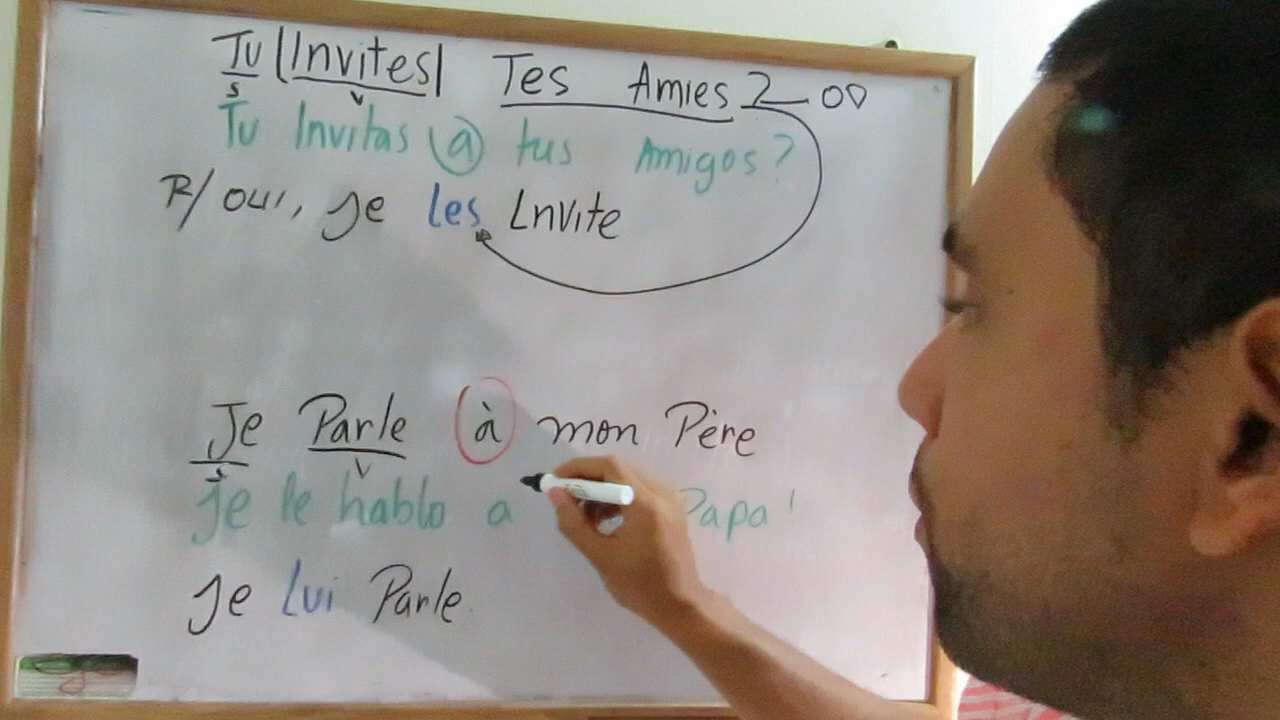 Tu |Invites| Tes Amies ? OD
s v
Tu Invitas (a) tus Amigos?
R/ oui, je les Invite
Je Parle (à) mon Père
s v
je le hablo a Papa'
je lui Parle.